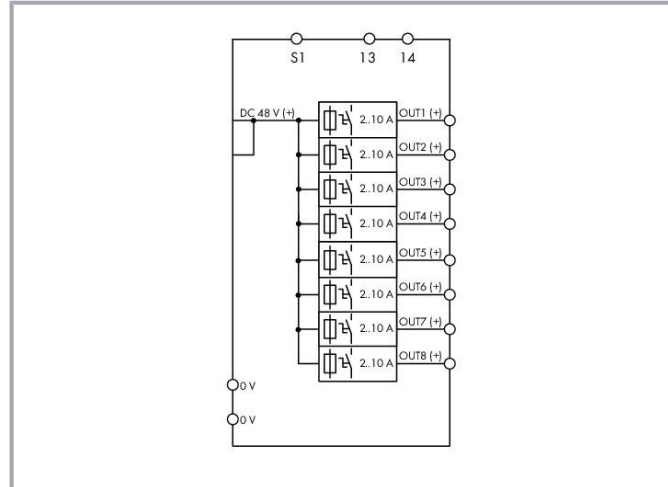 S1 13 14
DC 48 V (+) 2..10 A OUT1 (+)
2..10 A OUT2 (+)
2..10 A OUT3 (+)
2..10 A OUT4 (+)
2..10 A OUT5 (+)
2..10 A OUT6 (+)
2..10 A OUT7 (+)
2..10 A OUT8 (+)
0 V
0 V